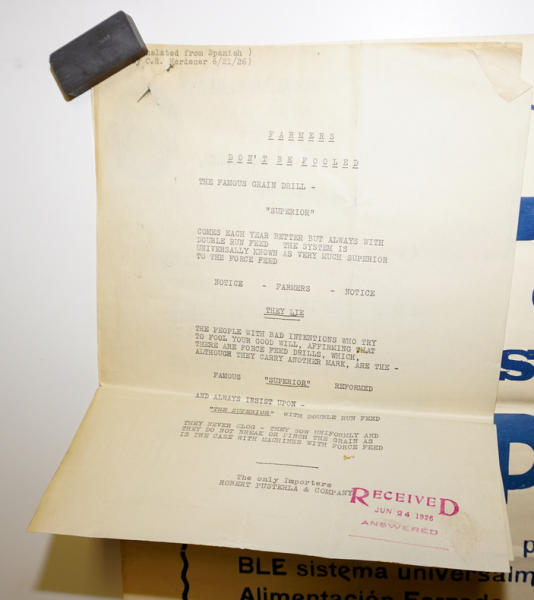 nslated from Spanish )
y C.R. Herdener 6/21/26)
FARMERS
DON'T BE FOOLED
THE FAMOUS GRAIN DRILL -
"SUPERIOR"
COMES EACH YEAR BETTER BUT ALWAYS WITH
DOUBLE RUN FEED   THE SYSTEM IS
UNIVERSALLY KNOWN AS VERY MUCH SUPERIOR
TO THE FORCE FEED
NOTICE - FARMERS - NOTICE
THEY LIE
THE PEOPLE WITH BAD INTENTIONS WHO TRY
TO FOOL YOUR GOOD WILL, AFFIRMING THAT
THERE ARE FORCE FEED DRILLS, WHICH,
ALTHOUGH THEY CARRY ANOTHER MARK, ARE THE -
FAMOUS "SUPERIOR" REFORMED
AND ALWAYS INSIST UPON -
"THE SUPERIOR" WITH DOUBLE RUN FEED
THEY NEVER CLOG - THEY SOW UNIFORMLY AND
THEY DO NOT BREAK OR PINCH THE GRAIN AS
IS THE CASE WITH MACHINES WITH FORCE FEED
The only Importers
ROBERT PUSTERLA & COMPANY
RECEIVED
JUN 24 1926
ANSWERED
s
P
p
BLE sistema universalm
Alimentación Forzada